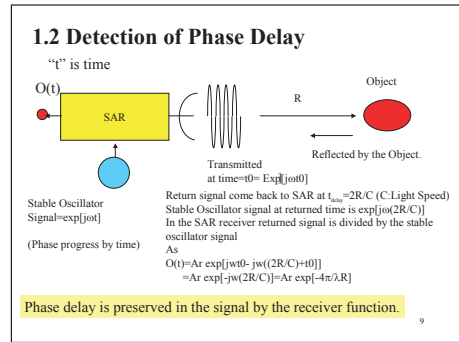 1.2 Detection of Phase Delay
“t” is time
O(t)
SAR
R
Object
Transmitted
at time=t0= Exp[jωt0]
Reflected by the Object.
Stable Oscillator
Signal=exp[jωt]
(Phase progress by time)
Return signal come back to SAR at tdelay=2R/C (C:Light Speed)
Stable Oscillator signal at returned time is exp[jω(2R/C)]
In the SAR receiver returned signal is divided by the stable
oscillator signal
As
O(t)=Ar exp[jwt0- jw((2R/C)+t0]]
=Ar exp[-jw(2R/C)]=Ar exp[-4π/λR]
Phase delay is preserved in the signal by the receiver function.
9